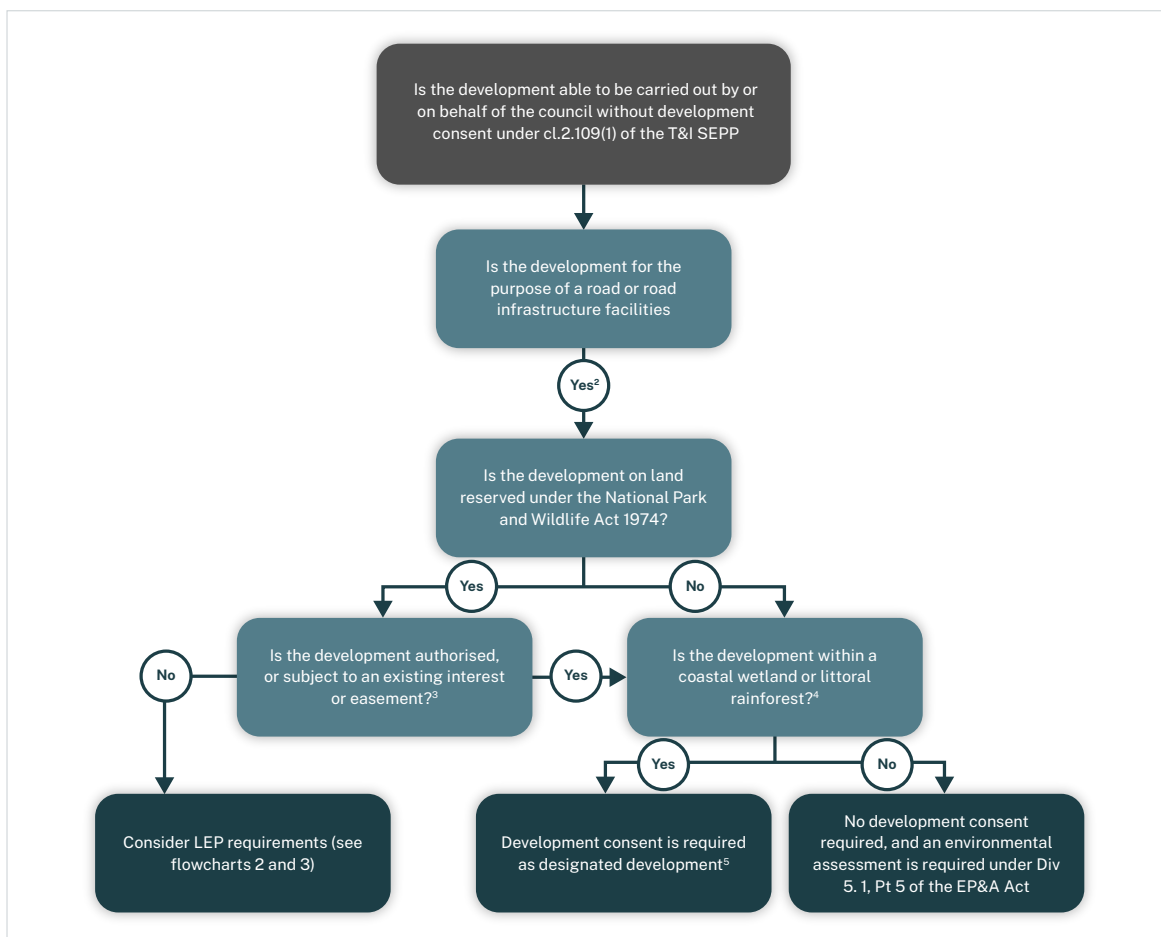 Is the development able to be carried out by or
on behalf of the council without development
consent under cl.2.109(1) of the T&I SEPP
Is the development for the
purpose of a road or road
infrastructure facilities
Yes²
Is the development on land
reserved under the National Park
and Wildlife Act 1974?
Yes
No
Is the development authorised,
or subject to an existing interest
or easement?³
No
Yes
Is the development within a
coastal wetland or littoral
rainforest?⁴
Yes
No
Consider LEP requirements (see
flowcharts 2 and 3)
Development consent is required
as designated development⁵
No development consent
required, and an environmental
assessment is required under Div
5. 1, Pt 5 of the EP&A Act